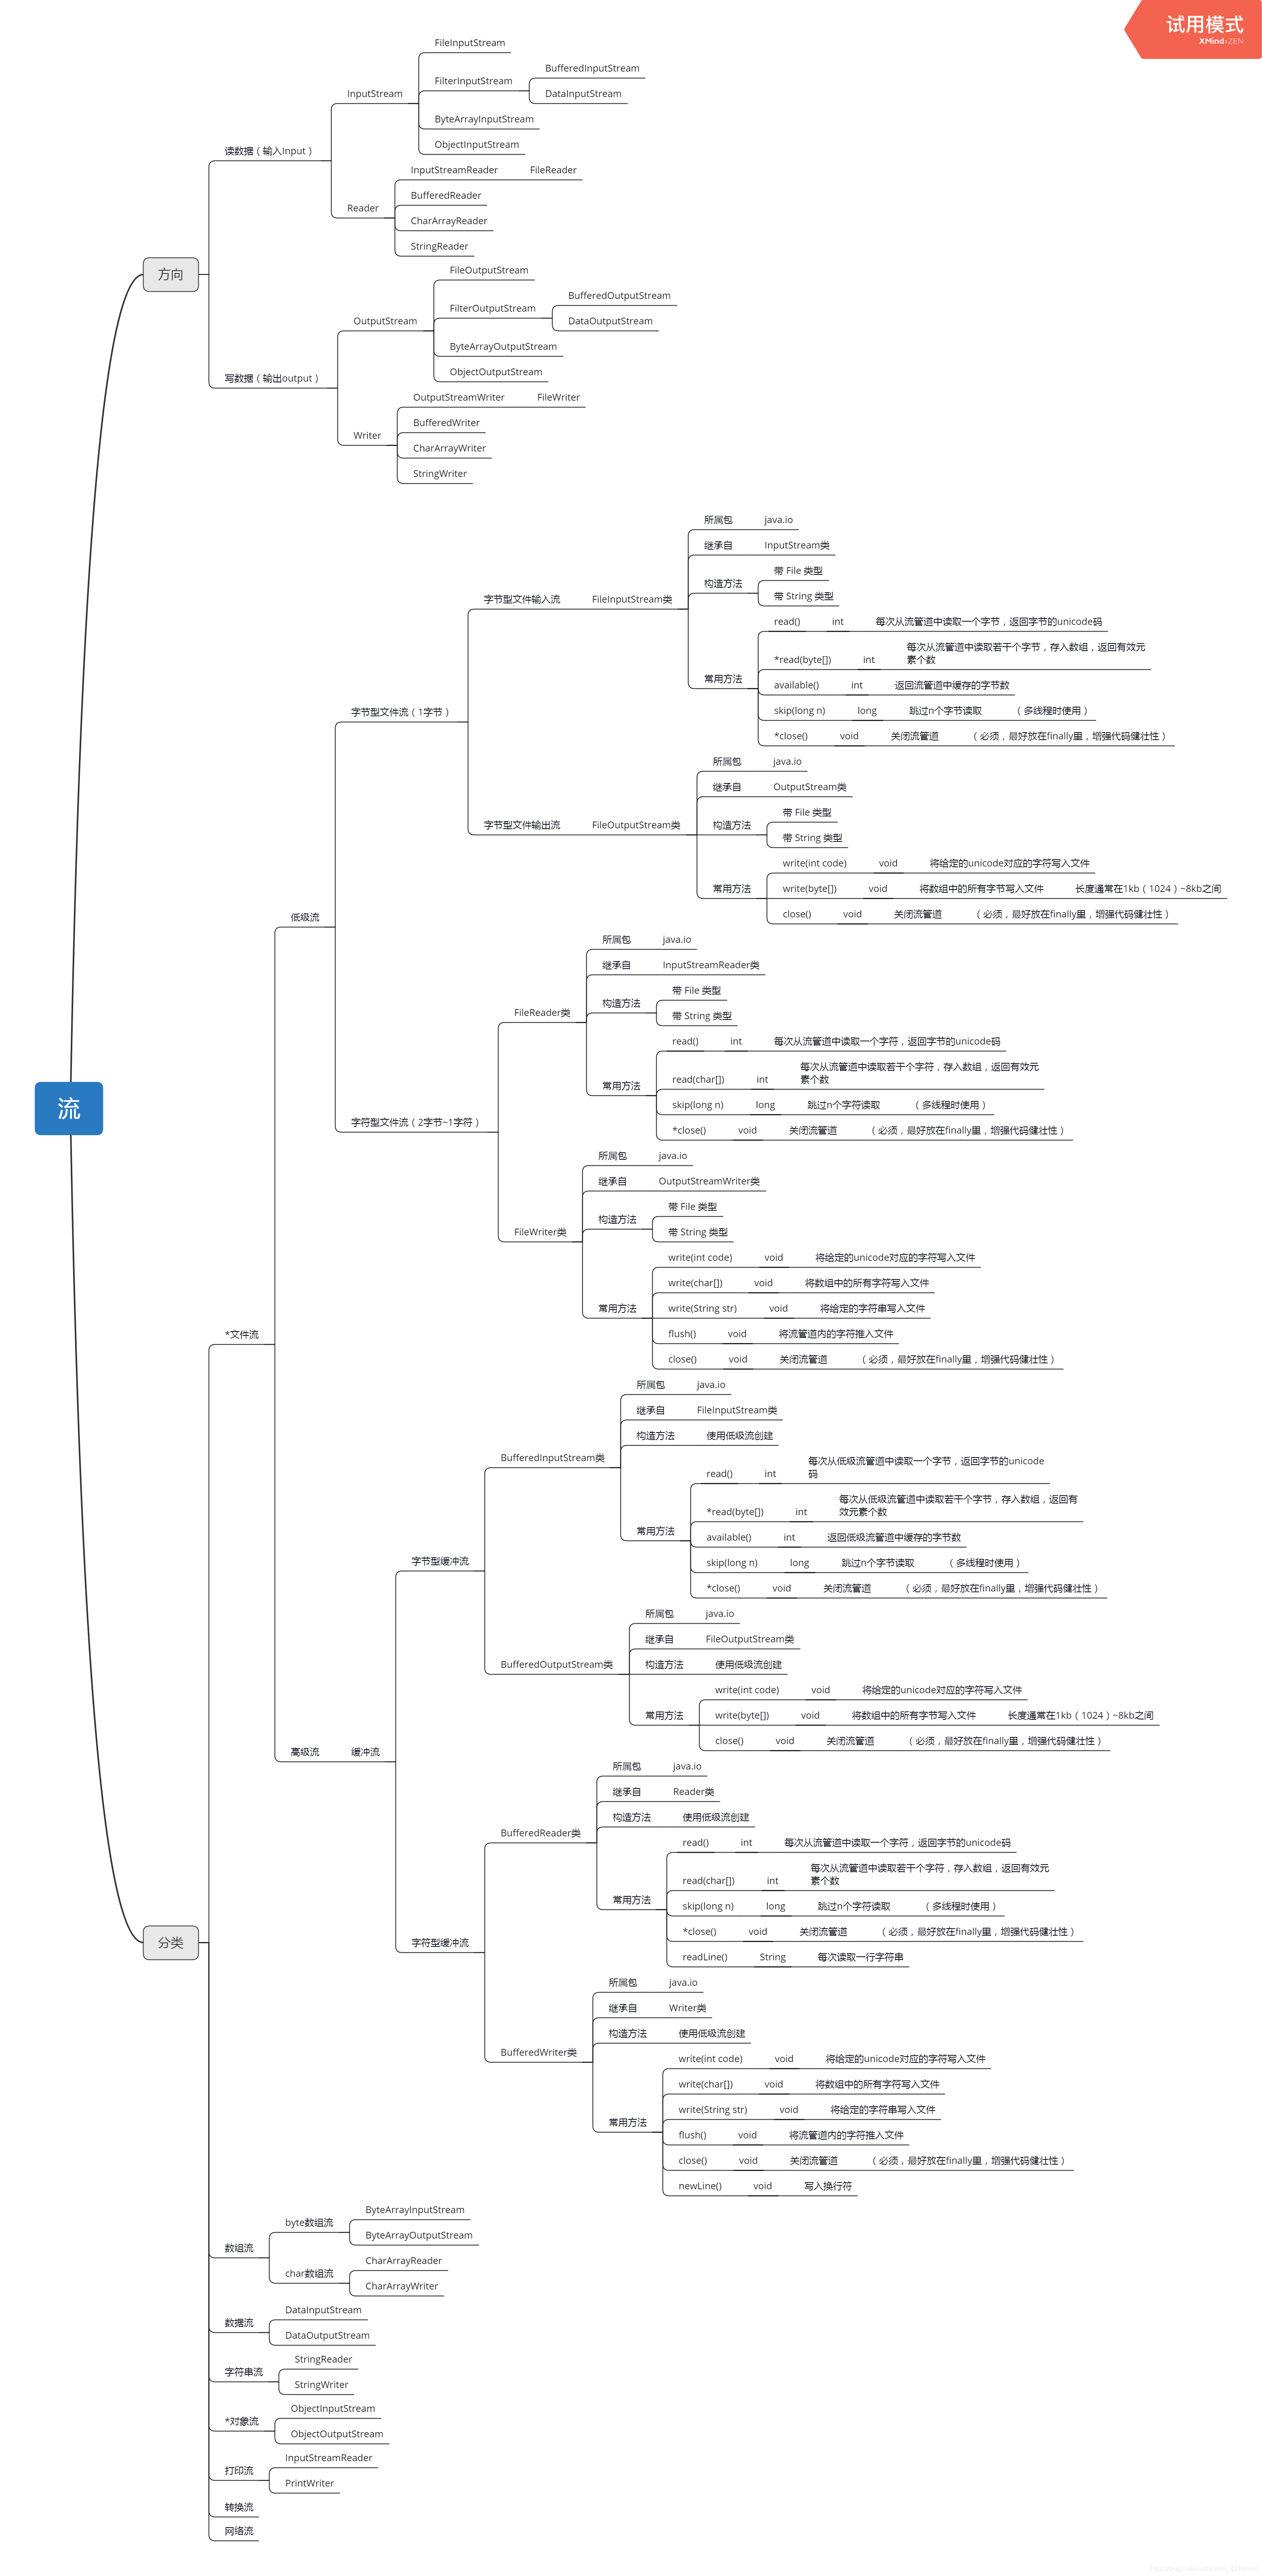 试用模式
XMind:ZEN
流
方向
读数据（输入Input）
InputStream
FileInputStream
FilterInputStream
BufferedInputStream
DataInputStream
ByteArrayInputStream
ObjectInputStream
Reader
InputStreamReader FileReader
BufferedReader
CharArrayReader
StringReader
写数据（输出output）
OutputStream
FileOutputStream
FilterOutputStream
BufferedOutputStream
DataOutputStream
ByteArrayOutputStream
ObjectOutputStream
Writer
OutputStreamWriter FileWriter
BufferedWriter
CharArrayWriter
StringWriter
分类
*文件流
低级流
字节型文件流（1字节）
字节型文件输入流 FileInputStream类
所属包 java.io
继承自 InputStream类
构造方法
带 File 类型
带 String 类型
常用方法
read() int 每次从流管道中读取一个字节，返回字节的unicode码
*read(byte[]) int 每次从流管道中读取若干个字节，存入数组，返回有效元
素个数
available() int 返回流管道中缓存的字节数
skip(long n) long 跳过n个字节读取 （多线程时使用）
*close() void 关闭流管道 （必须，最好放在finally里，增强代码健壮性）
字节型文件输出流 FileOutputStream类
所属包 java.io
继承自 OutputStream类
构造方法
带 File 类型
带 String 类型
常用方法
write(int code) void 将给定的unicode对应的字符写入文件
write(byte[]) void 将数组中的所有字节写入文件 长度通常在1kb（1024）~8kb之间
close() void 关闭流管道 （必须，最好放在finally里，增强代码健壮性）
字符型文件流（2字节~1字符）
FileReader类
所属包 java.io
继承自 InputStreamReader类
构造方法
带 File 类型
带 String 类型
常用方法
read() int 每次从流管道中读取一个字符，返回字节的unicode码
read(char[]) int 每次从流管道中读取若干个字符，存入数组，返回有效元
素个数
skip(long n) long 跳过n个字符读取 （多线程时使用）
*close() void 关闭流管道 （必须，最好放在finally里，增强代码健壮性）
FileWriter类
所属包 java.io
继承自 OutputStreamWriter类
构造方法
带 File 类型
带 String 类型
常用方法
write(int code) void 将给定的unicode对应的字符写入文件
write(char[]) void 将数组中的所有字符写入文件
write(String str) void 将给定的字符串写入文件
flush() void 将流管道内的字符推入文件
close() void 关闭流管道 （必须，最好放在finally里，增强代码健壮性）
高级流 缓冲流
字节型缓冲流
BufferedInputStream类
所属包 java.io
继承自 FileInputStream类
构造方法 使用低级流创建
常用方法
read() int 每次从低级流管道中读取一个字节，返回字节的unicode
码
*read(byte[]) int 每次从低级流管道中读取若干个字节，存入数组，返回有
效元素个数
available() int 返回低级流管道中缓存的字节数
skip(long n) long 跳过n个字节读取 （多线程时使用）
*close() void 关闭流管道 （必须，最好放在finally里，增强代码健壮性）
BufferedOutputStream类
所属包 java.io
继承自 FileOutputStream类
构造方法 使用低级流创建
常用方法
write(int code) void 将给定的unicode对应的字符写入文件
write(byte[]) void 将数组中的所有字节写入文件 长度通常在1kb（1024）~8kb之间
close() void 关闭流管道 （必须，最好放在finally里，增强代码健壮性）
字符型缓冲流
BufferedReader类
所属包 java.io
继承自 Reader类
构造方法 使用低级流创建
常用方法
read() int 每次从流管道中读取一个字符，返回字节的unicode码
read(char[]) int 每次从流管道中读取若干个字符，存入数组，返回有效元
素个数
skip(long n) long 跳过n个字符读取 （多线程时使用）
*close() void 关闭流管道 （必须，最好放在finally里，增强代码健壮性）
readLine() String 每次读取一行字符串
BufferedWriter类
所属包 java.io
继承自 Writer类
构造方法 使用低级流创建
常用方法
write(int code) void 将给定的unicode对应的字符写入文件
write(char[]) void 将数组中的所有字符写入文件
write(String str) void 将给定的字符串写入文件
flush() void 将流管道内的字符推入文件
close() void 关闭流管道 （必须，最好放在finally里，增强代码健壮性）
newLine() void 写入换行符
数组流
byte数组流
ByteArrayInputStream
ByteArrayOutputStream
char数组流
CharArrayReader
CharArrayWriter
数据流
DataInputStream
DataOutputStream
字符串流
StringReader
StringWriter
*对象流
ObjectInputStream
ObjectOutputStream
打印流
InputStreamReader
PrintWriter
转换流
网络流